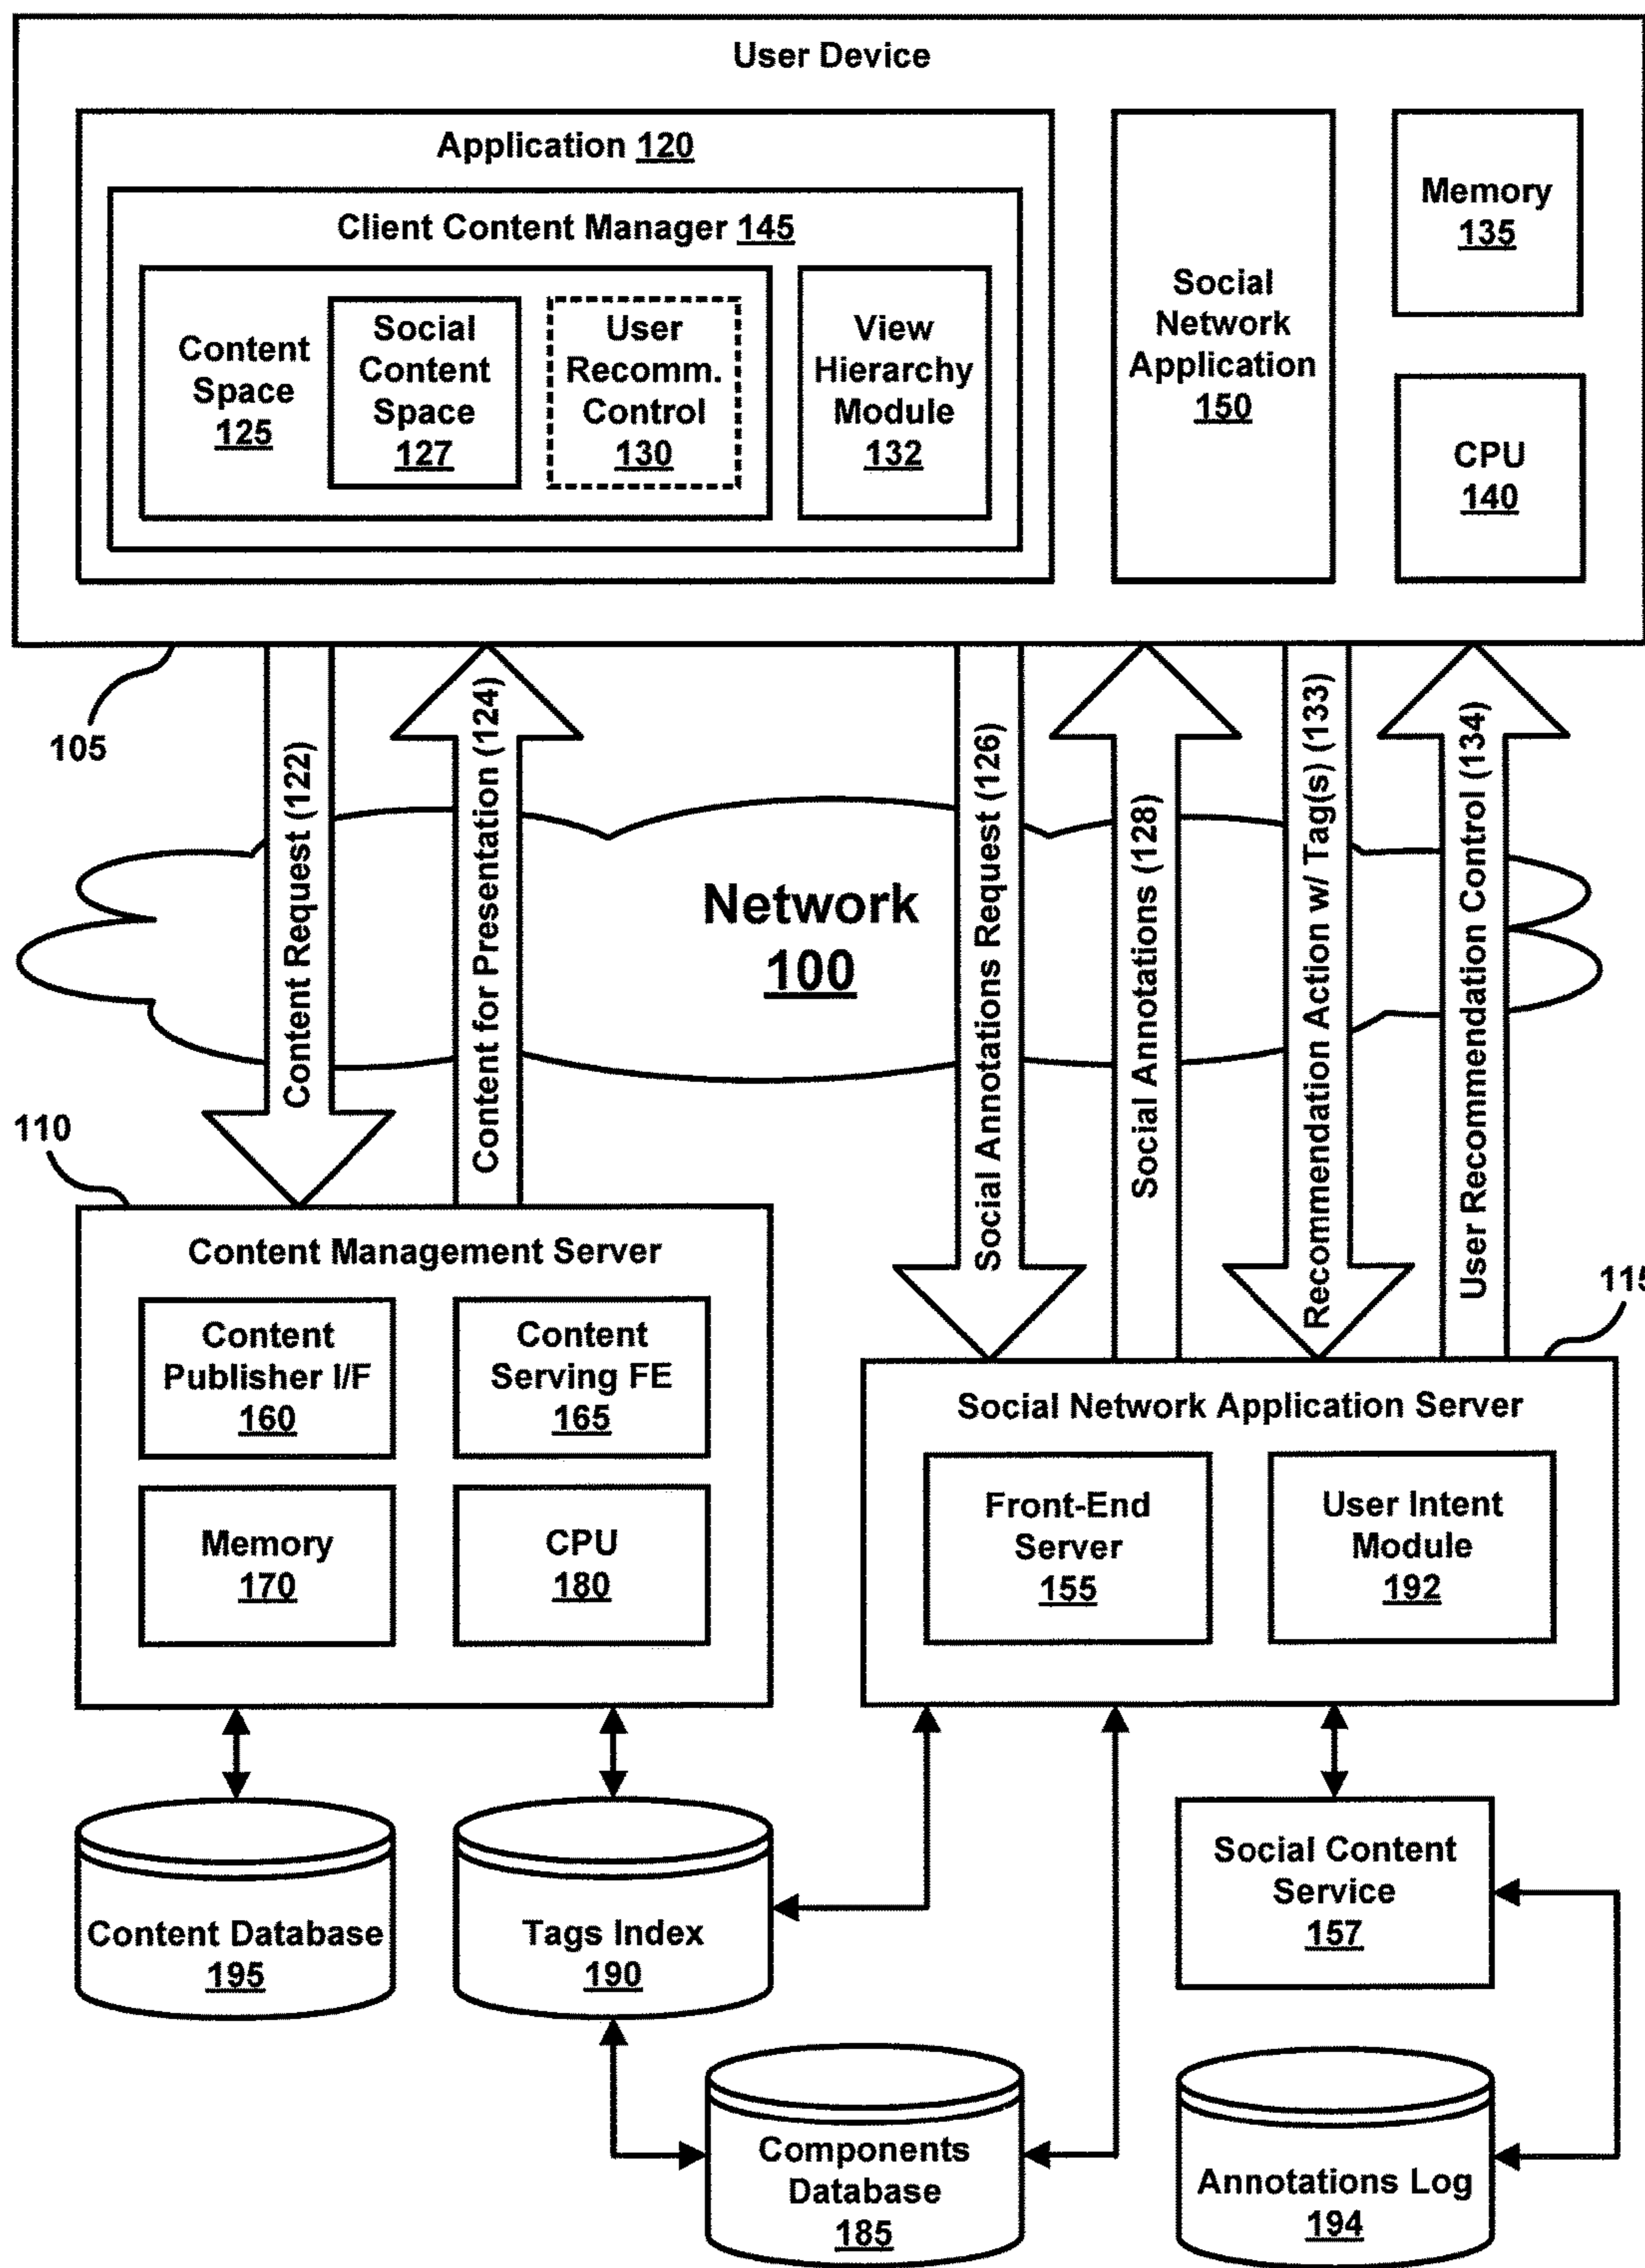 User Device
Application 120
Client Content Manager 145
Content
Space
125
Social
Content
Space
127
User
Recomm.
Control
130
View
Hierarchy
Module
132
Social
Network
Application
150
Memory
135
CPU
140
105
Content Request (122)
Content for Presentation (124)
Network
100
Social Annotations Request (126)
Social Annotations (128)
Recommendation Action w/ Tag(s) (133)
User Recommendation Control (134)
110
Content Management Server
Content
Publisher I/F
160
Content
Serving FE
165
Memory
170
CPU
180
115
Social Network Application Server
Front-End
Server
155
User Intent
Module
192
Content Database
195
Tags Index
190
Social Content
Service
157
Components
Database
185
Annotations Log
194